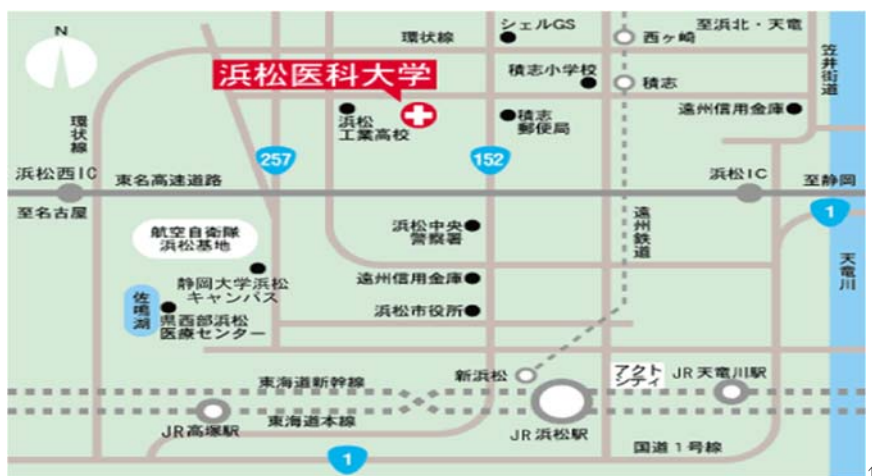 N
環状線
シェルGS
西ヶ崎
至浜北・天竜
笠井街道
浜松医科大学
積志小学校
積志
浜松
工業高校
積志
郵便局
遠州信用金庫
環状線
257
152
浜松西IC
東名高速道路
浜松IC
至静岡
至名古屋
1
航空自衛隊
浜松基地
浜松中央
警察署
遠州鉄道
天竜川
静岡大学浜松
キャンパス
遠州信用金庫
佐鳴湖
県西部浜松
医療センター
浜松市役所
東海道新幹線
新浜松
アクト
シティ
JR天竜川駅
JR高塚駅
東海道本線
JR浜松駅
国道1号線
1